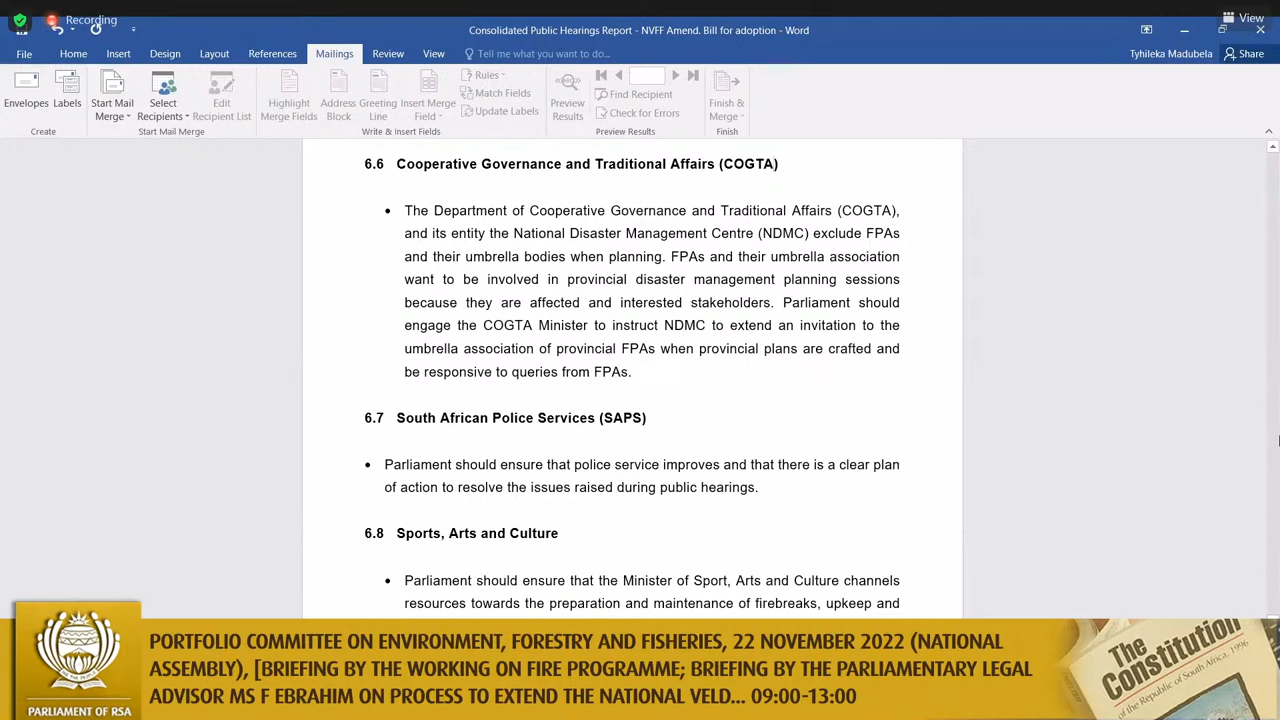 Recording
View
Consolidated Public Hearings Report - NVFF Amend. Bill for adoption - Word
File Home Insert Design Layout References Mailings Review View Tell me what you want to do... Tyhileka Madubela Share
Envelopes Labels Start Mail Merge Select Recipients Edit Recipient List Highlight Merge Fields Address Block Greeting Line Insert Merge Field Rules Match Fields Update Labels Preview Results Find Recipient Check for Errors Finish & Merge
Create Start Mail Merge Write & Insert Fields Preview Results Finish
6.6 Cooperative Governance and Traditional Affairs (COGTA)
• The Department of Cooperative Governance and Traditional Affairs (COGTA),
and its entity the National Disaster Management Centre (NDMC) exclude FPAs
and their umbrella bodies when planning. FPAs and their umbrella association
want to be involved in provincial disaster management planning sessions
because they are affected and interested stakeholders. Parliament should
engage the COGTA Minister to instruct NDMC to extend an invitation to the
umbrella association of provincial FPAs when provincial plans are crafted and
be responsive to queries from FPAs.
6.7 South African Police Services (SAPS)
• Parliament should ensure that police service improves and that there is a clear plan
of action to resolve the issues raised during public hearings.
6.8 Sports, Arts and Culture
• Parliament should ensure that the Minister of Sport, Arts and Culture channels
resources towards the preparation and maintenance of firebreaks, upkeep and
PORTFOLIO COMMITTEE ON ENVIRONMENT, FORESTRY AND FISHERIES, 22 NOVEMBER 2022 (NATIONAL
ASSEMBLY), [BRIEFING BY THE WORKING ON FIRE PROGRAMME; BRIEFING BY THE PARLIAMENTARY LEGAL
ADVISOR MS F EBRAHIM ON PROCESS TO EXTEND THE NATIONAL VELD... 09:00-13:00
PARLIAMENT OF RSA
The
Constitution
of the Republic of South Africa, 1996